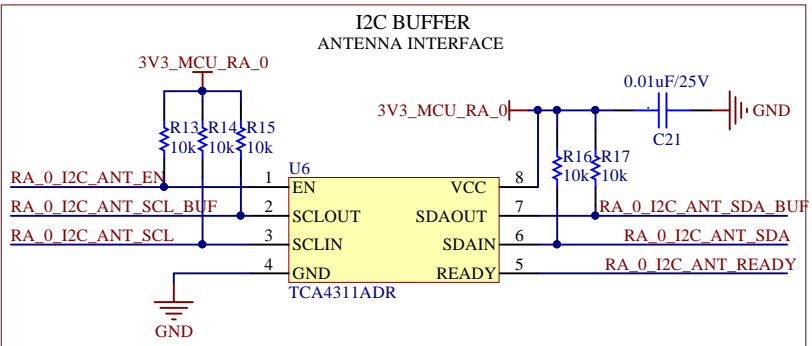 I2C BUFFER
ANTENNA INTERFACE
3V3_MCU_RA_0
0.01uF/25V
3V3_MCU_RA_0
GND
C21
R13 R14 R15
10k 10k 10k
R16 R17
10k 10k
U6
RA_0_I2C_ANT_EN 1 EN VCC 8
RA_0_I2C_ANT_SCL_BUF 2 SCLOUT SDAOUT 7 RA_0_I2C_ANT_SDA_BUF
RA_0_I2C_ANT_SCL 3 SCLIN SDAIN 6 RA_0_I2C_ANT_SDA
4 GND READY 5 RA_0_I2C_ANT_READY
TCA4311ADR
GND